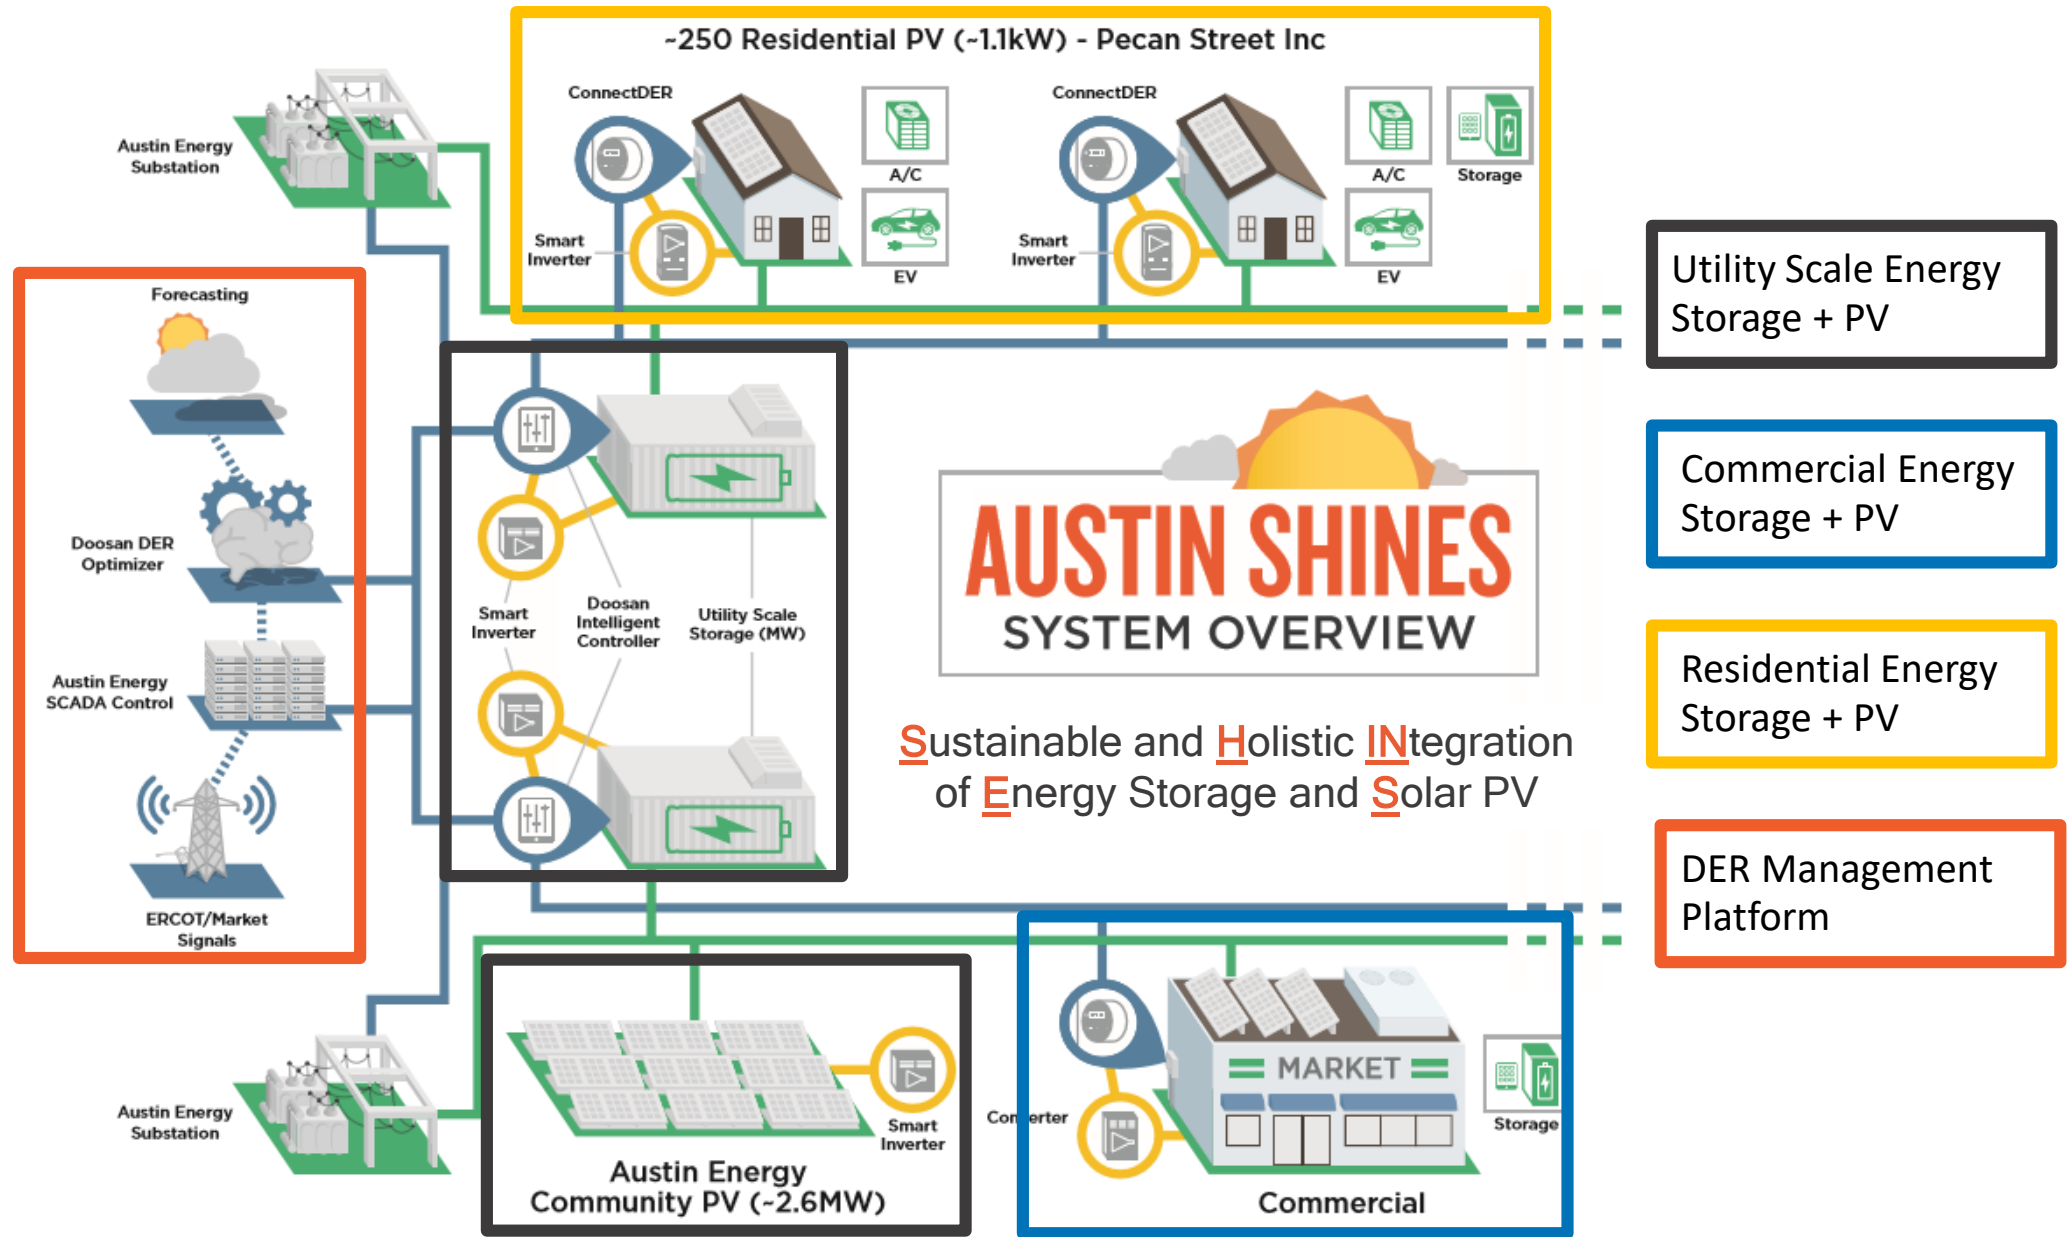 ~250 Residential PV (~1.1kW) - Pecan Street Inc
ConnectDER
A/C
EV
Smart
Inverter
ConnectDER
A/C
Storage
EV
Smart
Inverter
Austin Energy
Substation
Forecasting
Doosan DER
Optimizer
Austin Energy
SCADA Control
ERCOT/Market
Signals
Smart
Inverter
Doosan
Intelligent
Controller
Utility Scale
Storage (MW)
AUSTIN SHINES
SYSTEM OVERVIEW
Sustainable and Holistic INtegration
of Energy Storage and Solar PV
Utility Scale Energy
Storage + PV
Commercial Energy
Storage + PV
Residential Energy
Storage + PV
DER Management
Platform
Austin Energy
Substation
Smart
Inverter
Austin Energy
Community PV (~2.6MW)
MARKET
Storage
Commercial